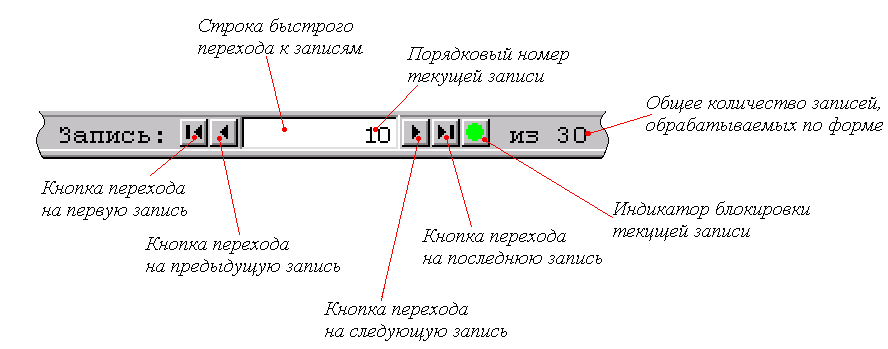 Строка быстрого
перехода к записям
Порядковый номер
текущей записи
Общее количество записей,
обрабатываемых по форме
Запись: 10 из 30
Кнопка перехода
на первую запись
Кнопка перехода
на предыдущую запись
Индикатор блокировки
текцщей записи
Кнопка перехода
на последнюю запись
Кнопка перехода
на следующую запись